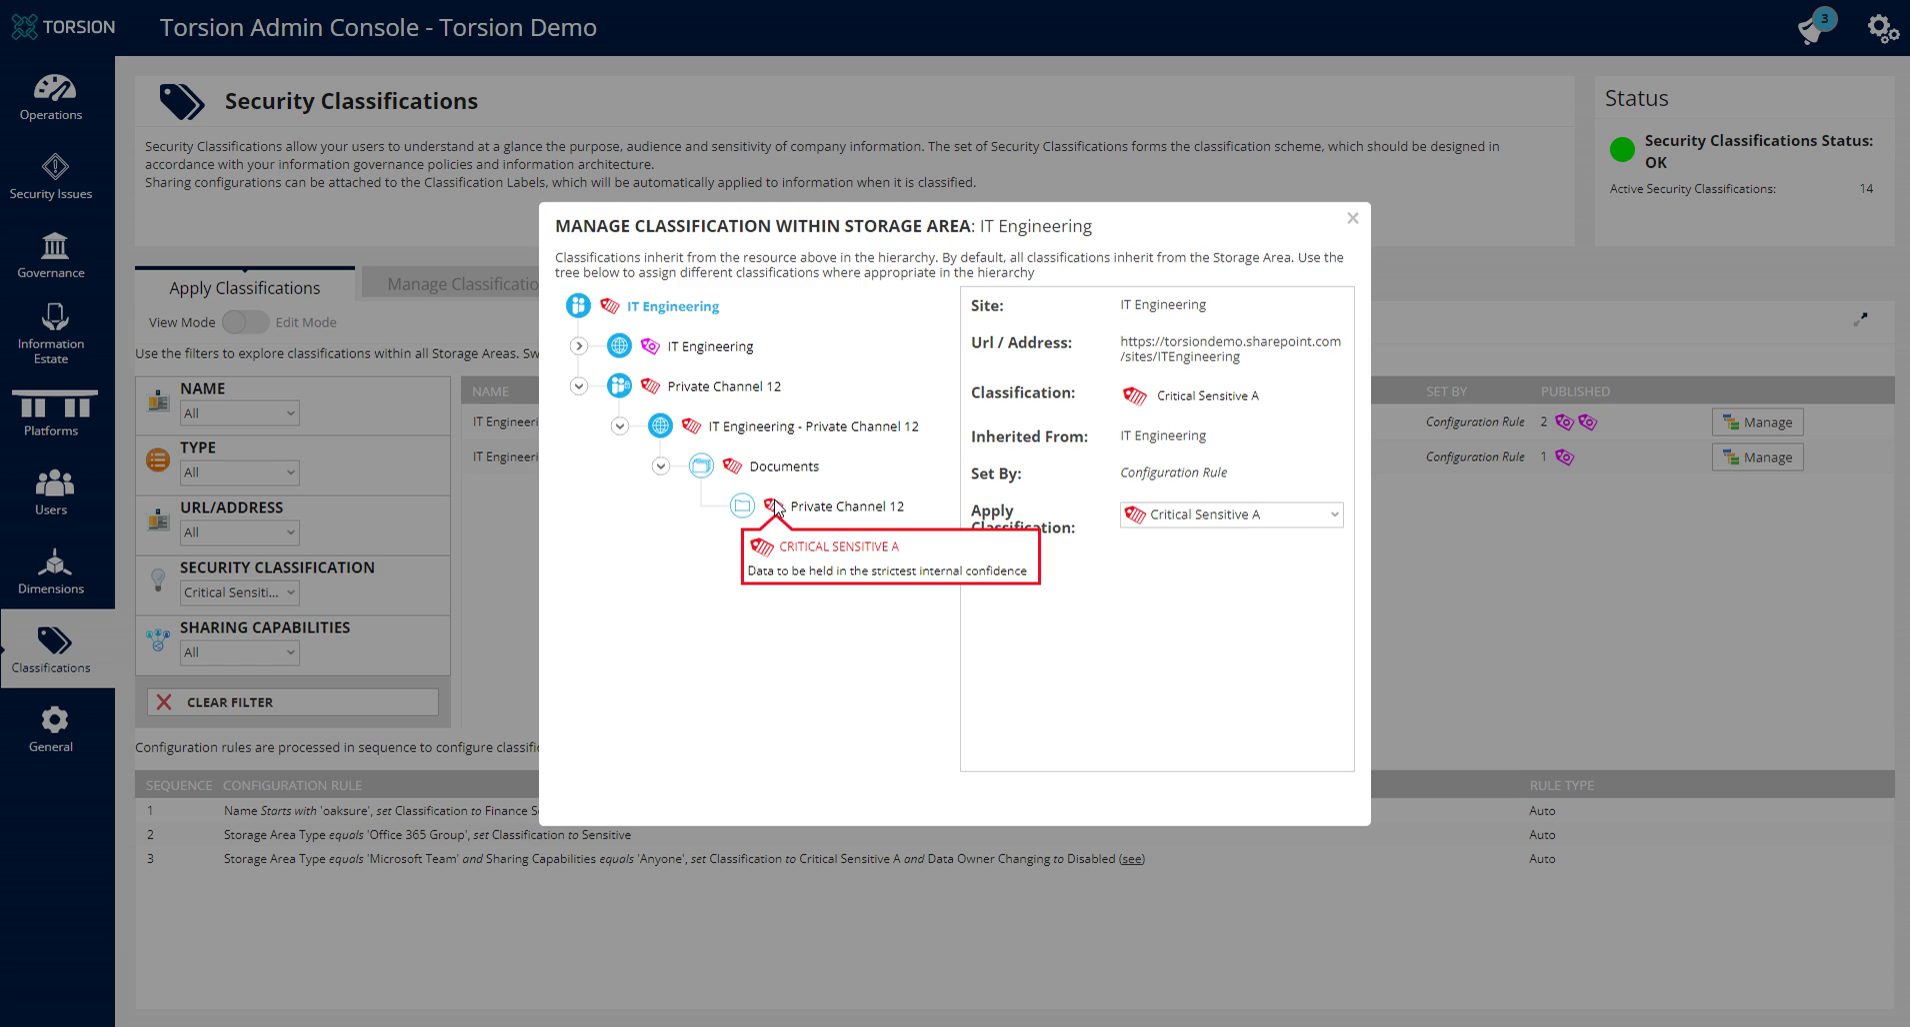 TORSION
Torsion Admin Console - Torsion Demo
3
Operations
Security Issues
Governance
Information
Estate
Platforms
Users
Dimensions
Classifications
General
Security Classifications
Security Classifications allow your users to understand at a glance the purpose, audience and sensitivity of company information. The set of Security Classifications forms the classification scheme, which should be designed in
accordance with your information governance policies and information architecture.
Sharing configurations can be attached to the Classification Labels, which will be automatically applied to information when it is classified.
Status
Security Classifications Status:
OK
Active Security Classifications: 14
Apply Classifications
Manage Classificatio
View Mode
Edit Mode
Use the filters to explore classifications within all Storage Areas. Sw
NAME
All
TYPE
All
URL/ADDRESS
All
SECURITY CLASSIFICATION
Critical Sensiti...
SHARING CAPABILITIES
All
CLEAR FILTER
NAME SET BY PUBLISHED
IT Engineeri Configuration Rule 2 Manage
IT Engineeri Configuration Rule 1 Manage
MANAGE CLASSIFICATION WITHIN STORAGE AREA: IT Engineering
×
Classifications inherit from the resource above in the hierarchy. By default, all classifications inherit from the Storage Area. Use the
tree below to assign different classifications where appropriate in the hierarchy
IT Engineering
IT Engineering
Private Channel 12
IT Engineering - Private Channel 12
Documents
Private Channel 12
CRITICAL SENSITIVE A
Data to be held in the strictest internal confidence
Site: IT Engineering
Url / Address: https://torsiondemo.sharepoint.com
/sites/ITEngineering
Classification: Critical Sensitive A
Inherited From: IT Engineering
Set By: Configuration Rule
Apply
Classification:
Critical Sensitive A
Configuration rules are processed in sequence to configure classifi
SEQUENCE CONFIGURATION RULE RULE TYPE
1 Name Starts with 'oaksure', set Classification to Finance S Auto
2 Storage Area Type equals 'Office 365 Group', set Classification to Sensitive Auto
3 Storage Area Type equals 'Microsoft Team' and Sharing Capabilities equals 'Anyone', set Classification to Critical Sensitive A and Data Owner Changing to Disabled (see) Auto